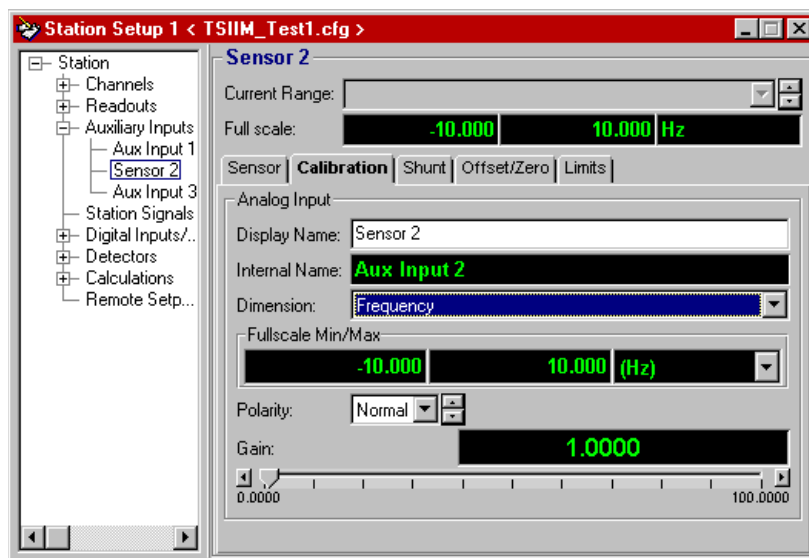 Station Setup 1 < TSIIM_Test1.cfg >
Station
Channels
Readouts
Auxiliary Inputs
Aux Input 1
Sensor 2
Aux Input 3
Station Signals
Digital Inputs/..
Detectors
Calculations
Remote Setp...
Sensor 2
Current Range:
Full scale: -10.000 10.000 Hz
Sensor Calibration Shunt Offset/Zero Limits
Analog Input
Display Name: Sensor 2
Internal Name: Aux Input 2
Dimension: Frequency
Fullscale Min/Max
-10.000 10.000 (Hz)
Polarity: Normal
Gain: 1.0000
0.0000 100.0000